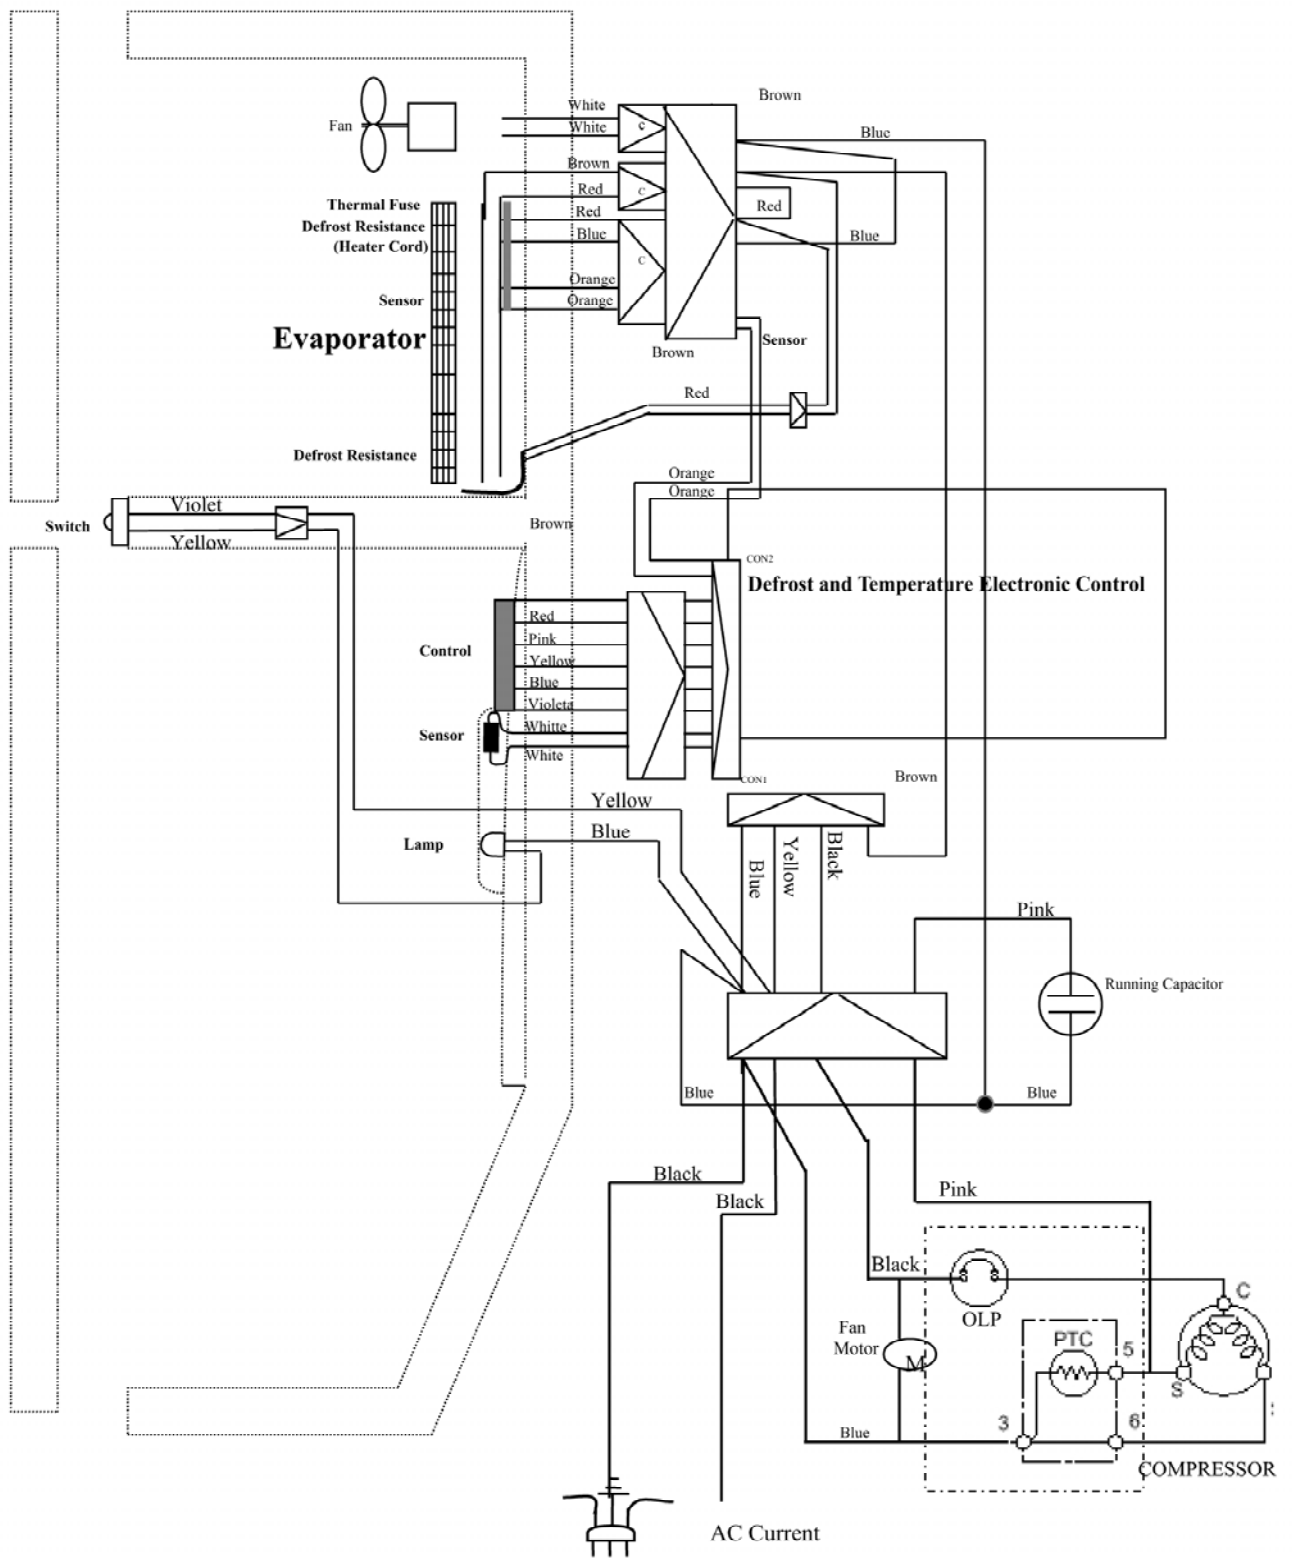 Brown
White
Blue
Fan
c
White
Brown
c
Red
Thermal Fuse
Red
Red
Defrost Resistance
Blue
Blue
(Heater Cord)
C
Orange
Sensor
Orange
Evaporator
Sensor
Brown
Red
Defrost Resistance
Orange
Orange
Violet
Switch
Brown
Yellow
CON2
Defrost and Temperature Electronic Control
Red
Pink
Control
Yellow
Blue
Violeta
Whitte
Sensor
White
CON1
Brown
Yellow
Blue
Lamp
Blue
Yellow
Black
Pink
Running Capacitor
Blue
Blue
Black
Pink
Black
Black
C
OLP
Fan
Motor
M
PTC
5
S
3
6
Blue
COMPRESSOR
AC Current